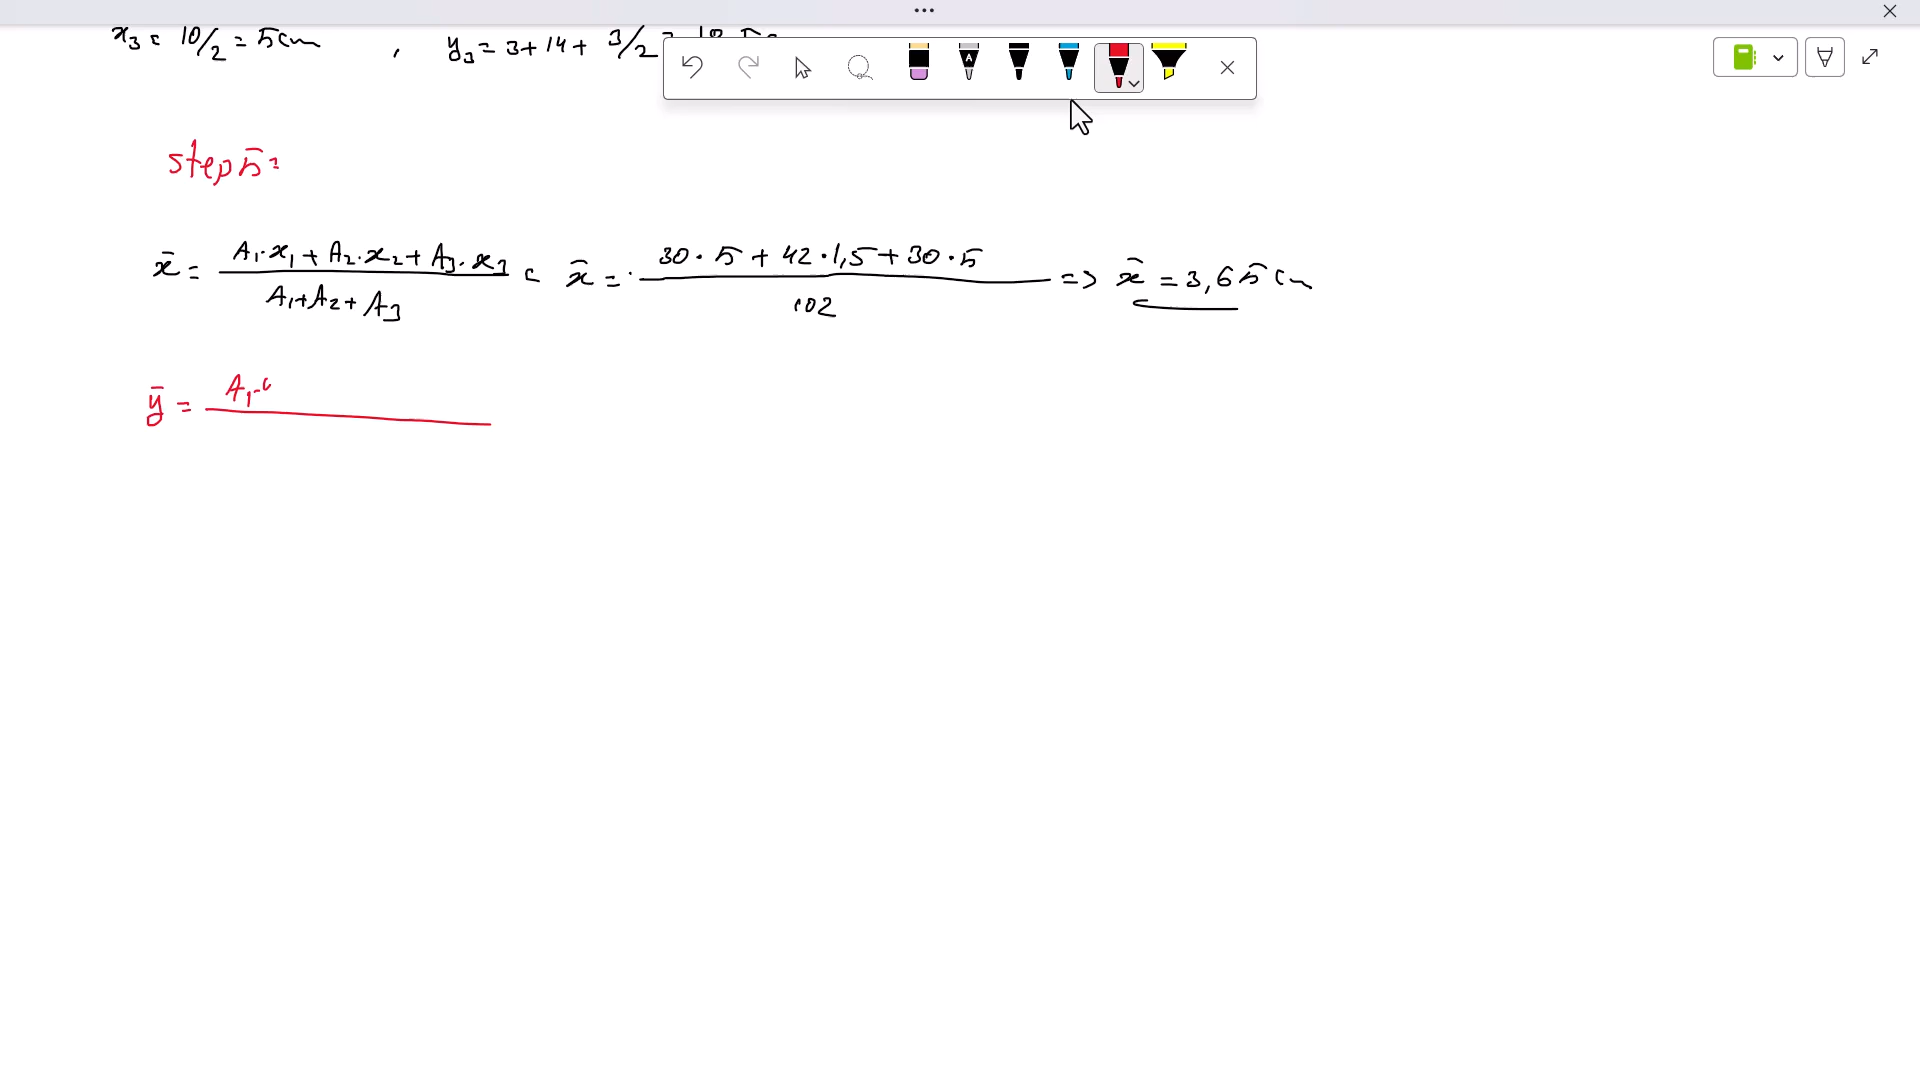 x₃ = 10/2 = 5cm , y₃ = 3+14+ 3/2
step 5:
x̄ = (A₁·x₁ + A₂·x₂ + A₃·x₃)/(A₁+A₂+A₃) = x̄ = (30·5 + 42·1,5 + 30·5)/102 => x̄ = 3,65 cm
ȳ = A₁·